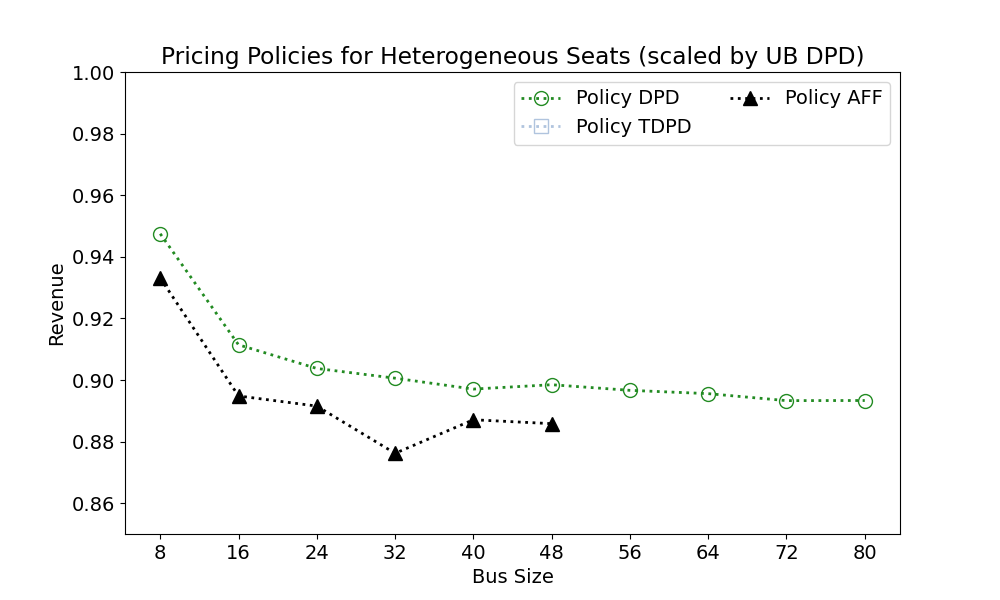 Pricing Policies for Heterogeneous Seats (scaled by UB DPD)
1.00
0.98
0.96
0.94
0.92
0.90
0.88
0.86
Revenue
Policy DPD
Policy TDPD
Policy AFF
8 16 24 32 40 48 56 64 72 80
Bus Size